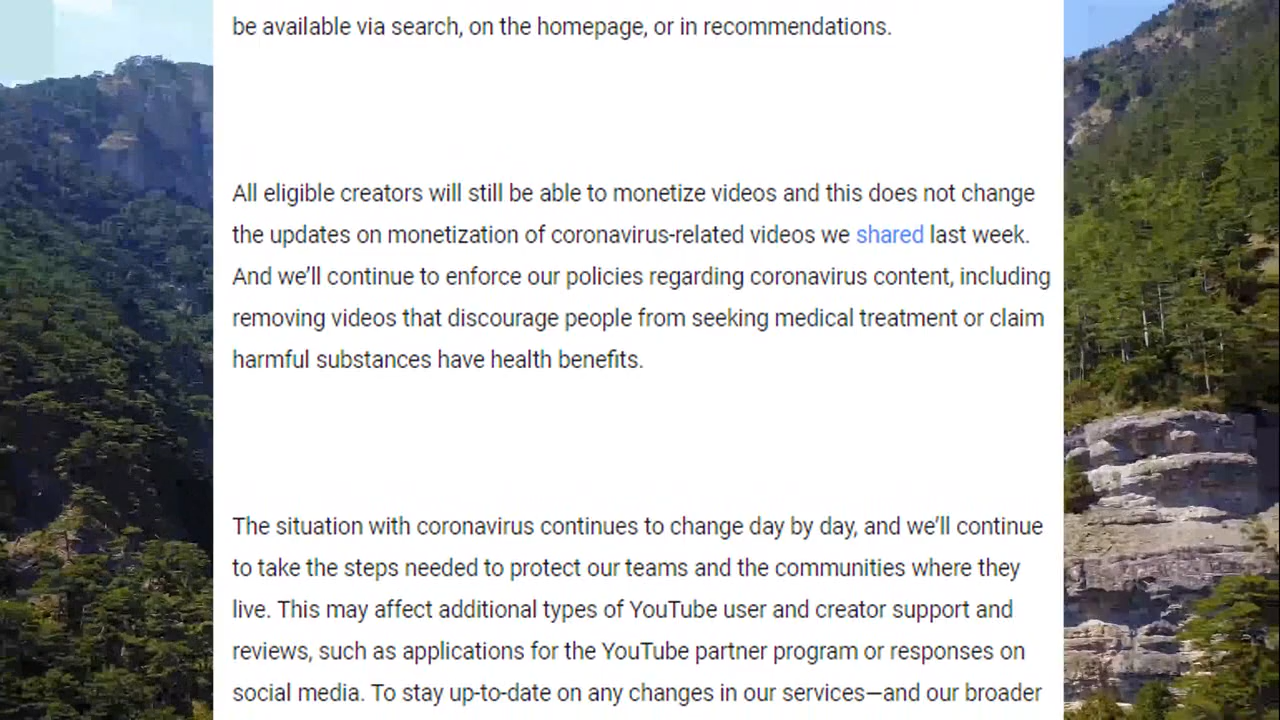 be available via search, on the homepage, or in recommendations.
All eligible creators will still be able to monetize videos and this does not change
the updates on monetization of coronavirus-related videos we shared last week.
And we’ll continue to enforce our policies regarding coronavirus content, including
removing videos that discourage people from seeking medical treatment or claim
harmful substances have health benefits.
The situation with coronavirus continues to change day by day, and we’ll continue
to take the steps needed to protect our teams and the communities where they
live. This may affect additional types of YouTube user and creator support and
reviews, such as applications for the YouTube partner program or responses on
social media. To stay up-to-date on any changes in our services—and our broader